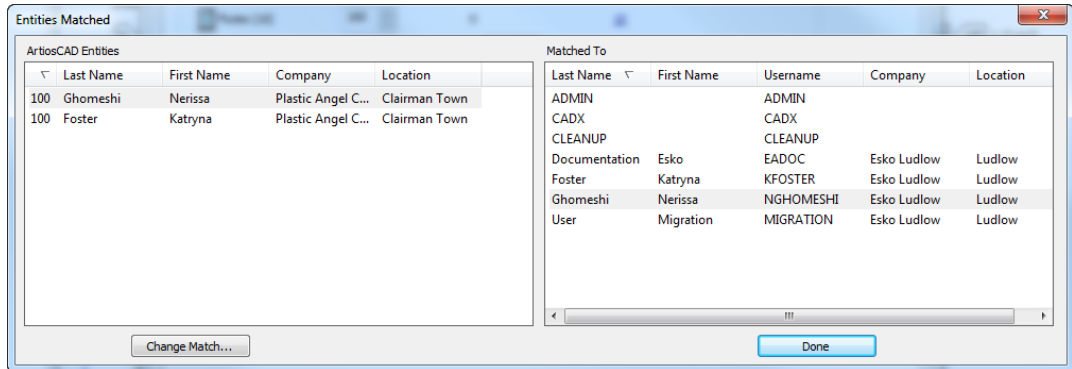 Entities Matched
ArtiosCAD Entities
Last Name First Name Company Location
100 Ghomeshi Nerissa Plastic Angel C... Clairman Town
100 Foster Katryna Plastic Angel C... Clairman Town
Change Match...
Matched To
Last Name First Name Username Company Location
ADMIN ADMIN
CADX CADX
CLEANUP CLEANUP
Documentation Esko EADOC Esko Ludlow Ludlow
Foster Katryna KFOSTER Esko Ludlow Ludlow
Ghomeshi Nerissa NGHOMESHI Esko Ludlow Ludlow
User Migration MIGRATION Esko Ludlow Ludlow
Done